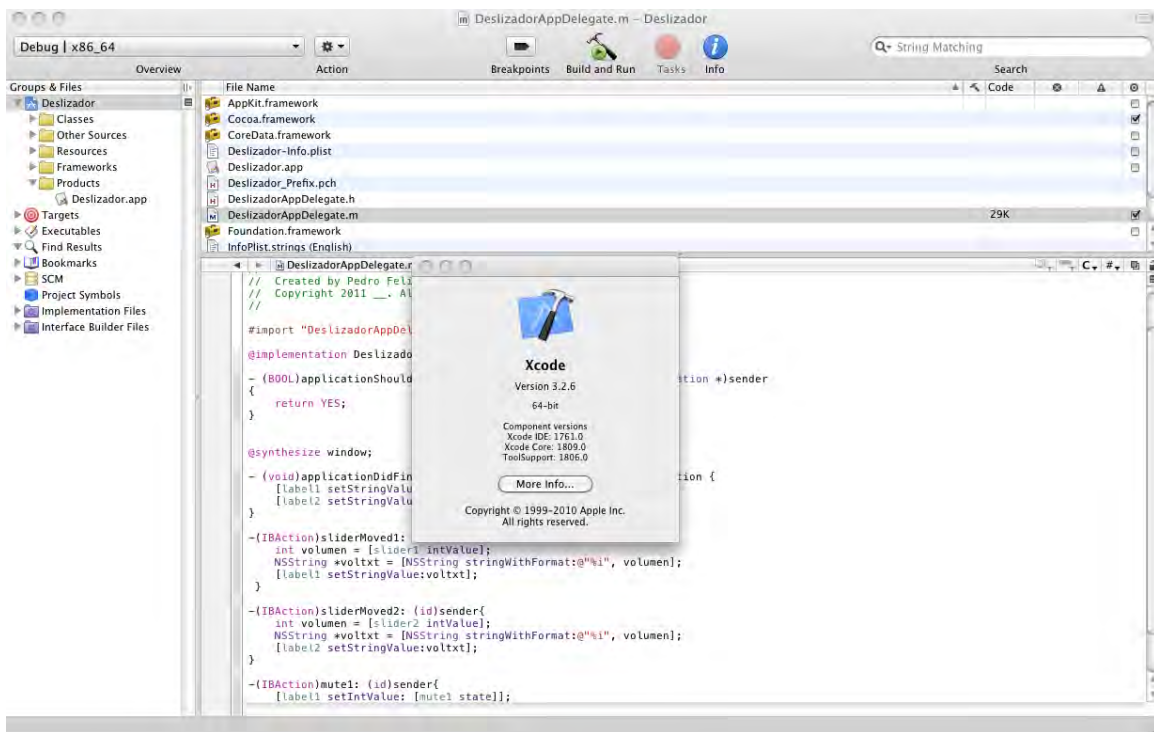 DeslizadorAppDelegate.m – Deslizador
Debug | x86_64
String Matching
Overview Action Breakpoints Build and Run Tasks Info Search
Groups & Files
Deslizador
Classes
Other Sources
Resources
Frameworks
Products
Deslizador.app
Targets
Executables
Find Results
Bookmarks
SCM
Project Symbols
Implementation Files
Interface Builder Files
File Name Code
AppKit.framework
Cocoa.framework
CoreData.framework
Deslizador-Info.plist
Deslizador.app
Deslizador_Prefix.pch
DeslizadorAppDelegate.h
DeslizadorAppDelegate.m 29K
Foundation.framework
InfoPlist.strings (English)
DeslizadorAppDelegate.m C #
// Created by Pedro Feli
// Copyright 2011 __. Al
//
#import "DeslizadorAppDel
@implementation Deslizado
- (BOOL)applicationShould tion *)sender
{
return YES;
}
@synthesize window;
- (void)applicationDidFin tion {
[label1 setStringValu
[label2 setStringValu
}
-(IBAction)sliderMoved1:
int volumen = [slider1 intValue];
NSString *voltxt = [NSString stringWithFormat:@"%i", volumen];
[label1 setStringValue:voltxt];
}
-(IBAction)sliderMoved2: (id)sender{
int volumen = [slider2 intValue];
NSString *voltxt = [NSString stringWithFormat:@"%i", volumen];
[label2 setStringValue:voltxt];
}
-(IBAction)mute1: (id)sender{
[label1 setIntValue: [mute1 state]];
Xcode
Version 3.2.6
64-bit
Component versions
Xcode IDE: 1761.0
Xcode Core: 1809.0
ToolSupport: 1806.0
More Info...
Copyright © 1999-2010 Apple Inc.
All rights reserved.